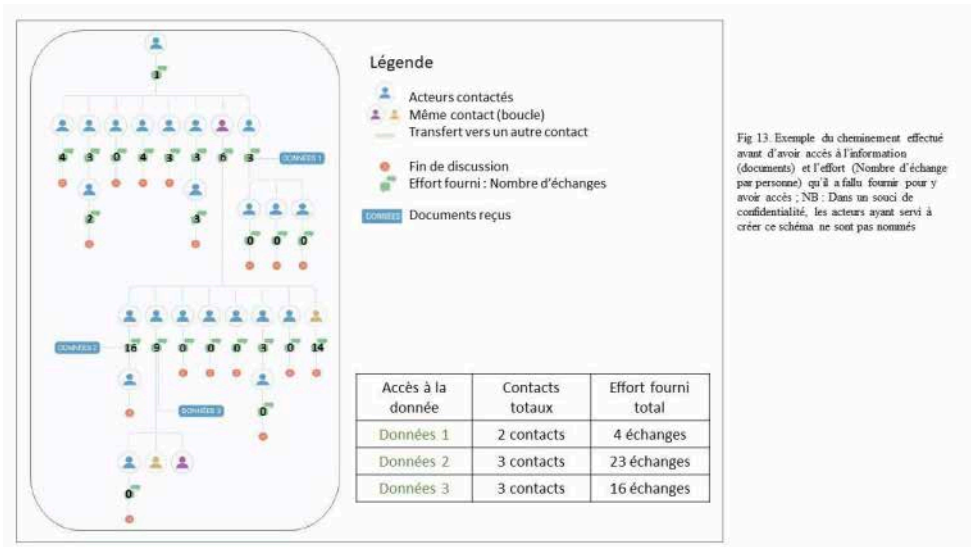 1
4 3 0 4 3 3 6 3 DONNÉES 1
2 3
0 0 0
DONNÉES 2 16 9 0 0 0 3 0 14
DONNÉES 3
0
0
Légende
Acteurs contactés
Même contact (boucle)
Transfert vers un autre contact
Fin de discussion
Effort fourni : Nombre d'échanges
DONNÉES Documents reçus
Accès à la donnée Contacts totaux Effort fourni total
Données 1 2 contacts 4 échanges
Données 2 3 contacts 23 échanges
Données 3 3 contacts 16 échanges
Fig 13. Exemple du cheminement effectué
avant d'avoir accès à l'information
(documents) et l'effort (Nombre d'échange
par personne) qu'il a fallu fournir pour y
avoir accès ; NB : Dans un souci de
confidentialité, les acteurs ayant servi à
créer ce schéma ne sont pas nommés